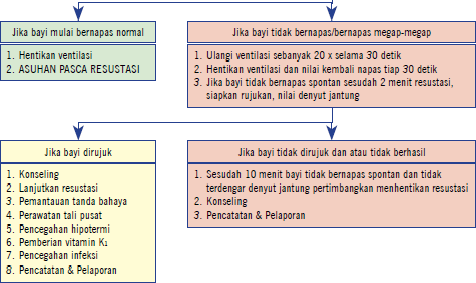 Jika bayi mulai bernapas normal
1. Hentikan ventilasi
2. ASUHAN PASCA RESUSTASI
Jika bayi tidak bernapas/bernapas megap-megap
1. Ulangi ventilasi sebanyak 20 x selama 30 detik
2. Hentikan ventilasi dan nilai kembali napas tiap 30 detik
3. Jika bayi tidak bernapas spontan sesudah 2 menit resustasi,
siapkan rujukan, nilai denyut jantung
Jika bayi dirujuk
1. Konseling
2. Lanjutkan resustasi
3. Pemantauan tanda bahaya
4. Perawatan tali pusat
5. Pencegahan hipotermi
6. Pemberian vitamin K1
7. Pencegahan infeksi
8. Pencatatan & Pelaporan
Jika bayi tidak dirujuk dan atau tidak berhasil
1. Sesudah 10 menit bayi tidak bernapas spontan dan tidak
terdengar denyut jantung pertimbangkan menhentikan resustasi
2. Konseling
3. Pencatatan & Pelaporan